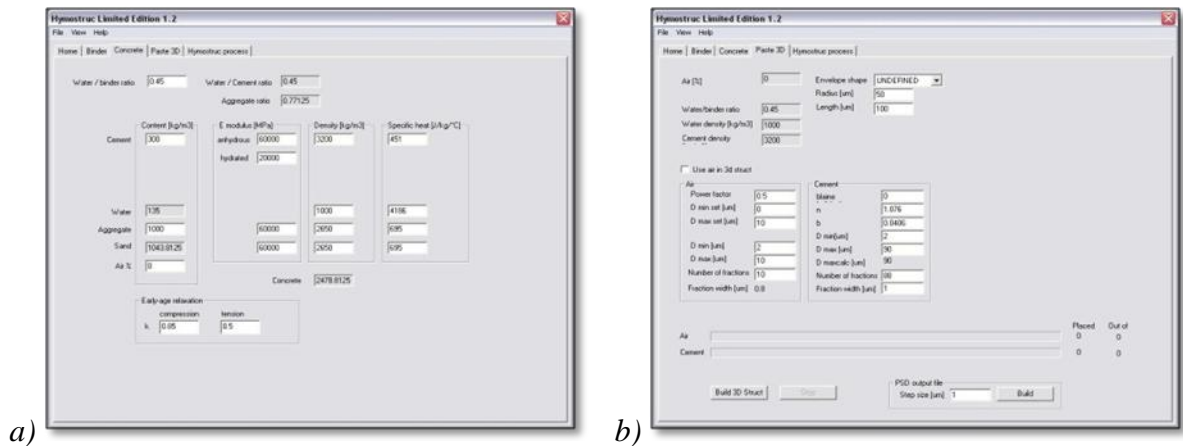 Hymostruc Limited Edition 1.2
File View Help
Home Binder Concrete Paste 3D Hymostruc process
Water / binder ratio 0.45 Water / Cement ratio 0.45
Aggregate ratio 0.77125
Content [kg/m3] E modulus [MPa] Density [kg/m3] Specific heat [J/kg/°C]
Cement 300 anhydrous 60000 3200 451
hydrated 20000
Water 135 1000 4186
Aggregate 1000 60000 2650 695
Sand 1043.8125 60000 2650 695
Air % 0
Concrete 2478.8125
Early-age relaxation
compression tension
k 0.85 0.5
a)
Hymostruc Limited Edition 1.2
File View Help
Home Binder Concrete Paste 3D Hymostruc process
Air [%] 0 Envelope shape UNDEFINED
Radius [um] 50
Water/binder ratio 0.45 Length [um] 100
Water density [kg/m3] 1000
Cement density 3200
Use air in 3d struct
Air Cement
Power factor 0.5 blaine 0
D min set [um] 0 n 1.076
D max set [um] 10 b 0.0406
D min[um] 2
D min [um] 2 D max [um] 90
D max [um] 10 D maxcalc [um] 90
Number of fractions 10 Number of fractions 88
Fraction width [um] 0.8 Fraction width [um] 1
Placed Out of
Air 0 0
Cement 0 0
Build 3D Struct Stop PSD output file
Step size [um] 1 Build
b)